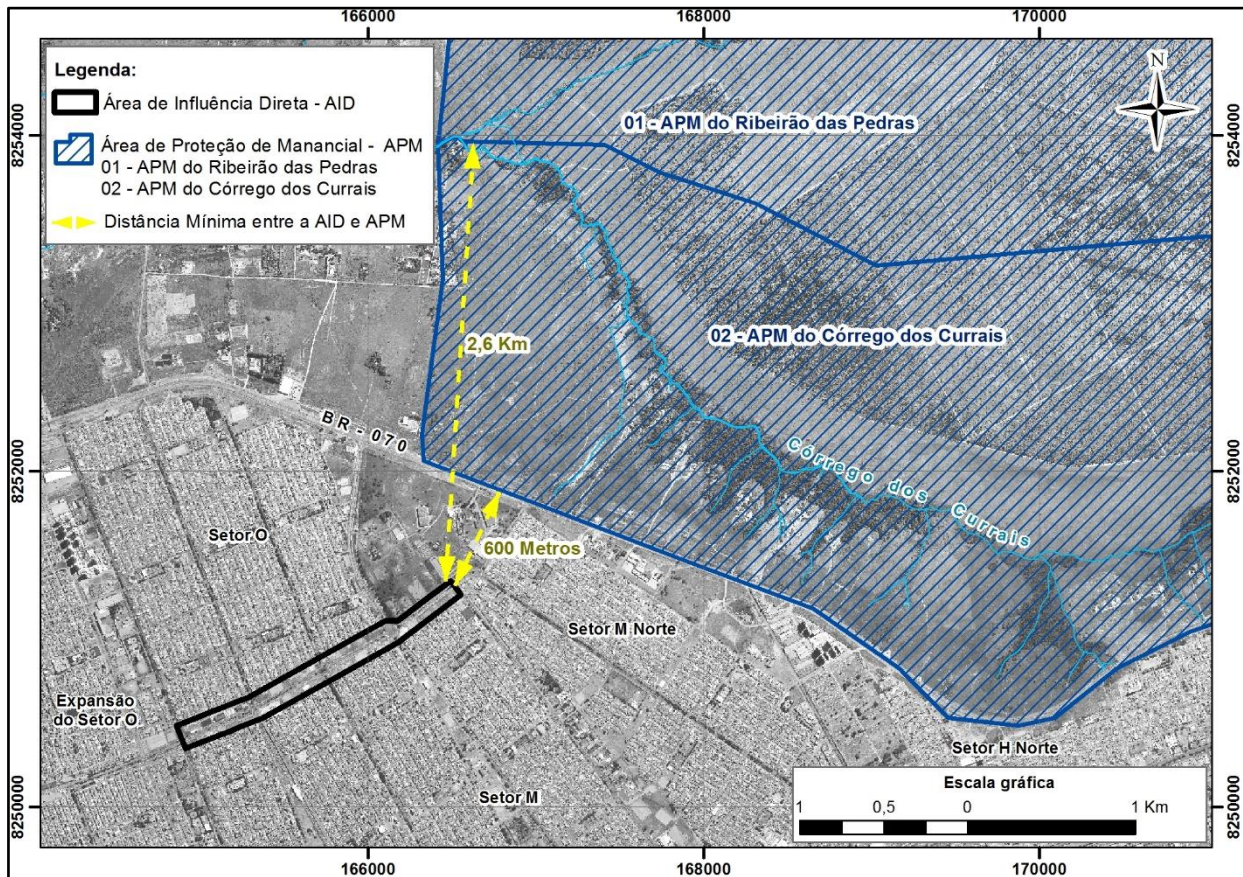 166000 168000 170000
Legenda:
Área de Influência Direta - AID
Área de Proteção de Manancial - APM
01 - APM do Ribeirão das Pedras
02 - APM do Córrego dos Currais
Distância Mínima entre a AID e APM
N
01 - APM do Ribeirão das Pedras
8254000 8254000
02 - APM do Córrego dos Currais
2,6 Km
BR - 070
8252000 8252000
Córrego dos Currais
Setor O
600 Metros
Setor M Norte
Expansão
do Setor O
Setor H Norte
Setor M
Escala gráfica
1 0,5 0 1 Km
8250000 8250000
166000 168000 170000